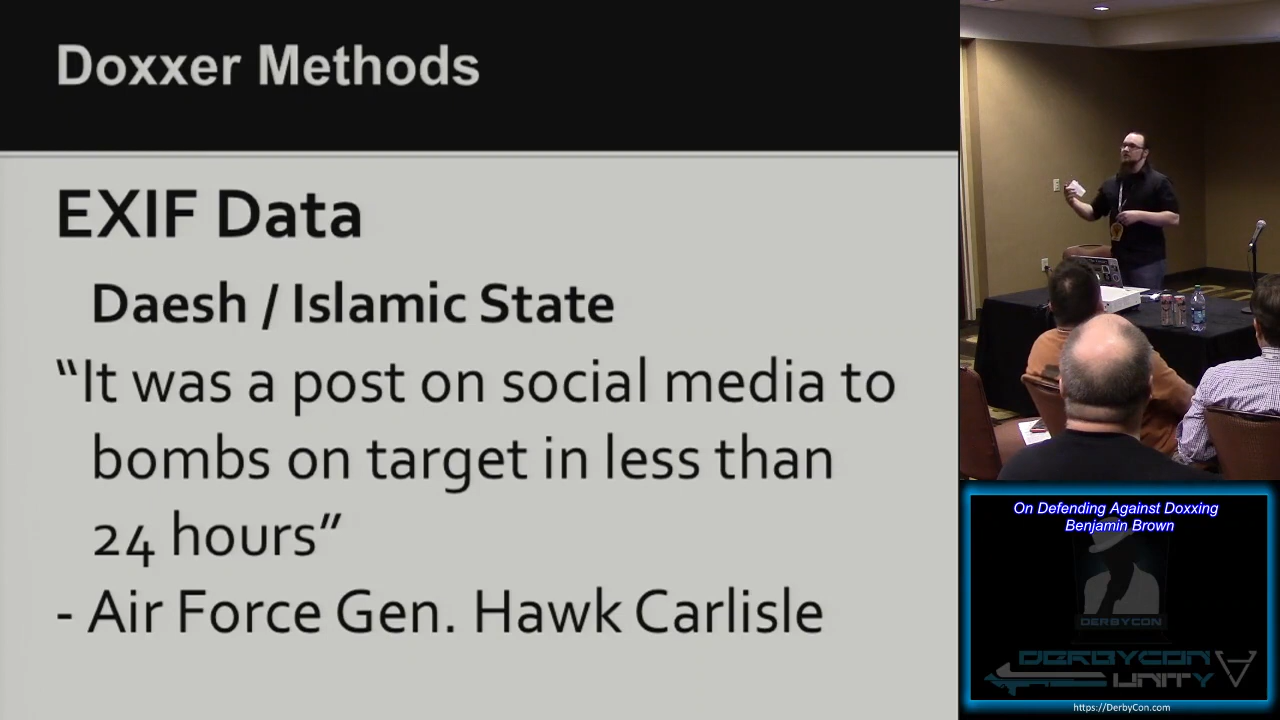 Doxxer Methods
EXIF Data
Daesh / Islamic State
“It was a post on social media to
bombs on target in less than
24 hours”
- Air Force Gen. Hawk Carlisle
On Defending Against Doxxing
Benjamin Brown
DERBYCON
DERBYCON
UNITY
https://DerbyCon.com